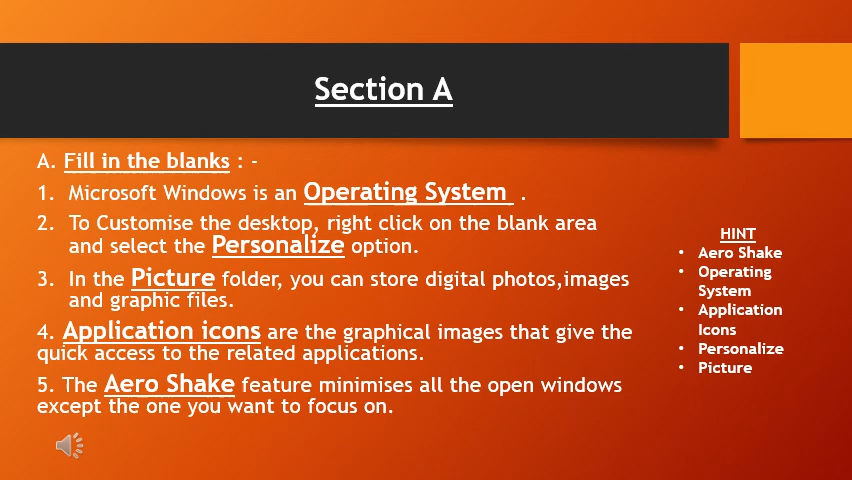 Section A
A. Fill in the blanks : -
1. Microsoft Windows is an Operating System .
2. To Customise the desktop, right click on the blank area
and select the Personalize option.
3. In the Picture folder, you can store digital photos,images
and graphic files.
4. Application icons are the graphical images that give the
quick access to the related applications.
5. The Aero Shake feature minimises all the open windows
except the one you want to focus on.
HINT
• Aero Shake
• Operating
System
• Application
Icons
• Personalize
• Picture